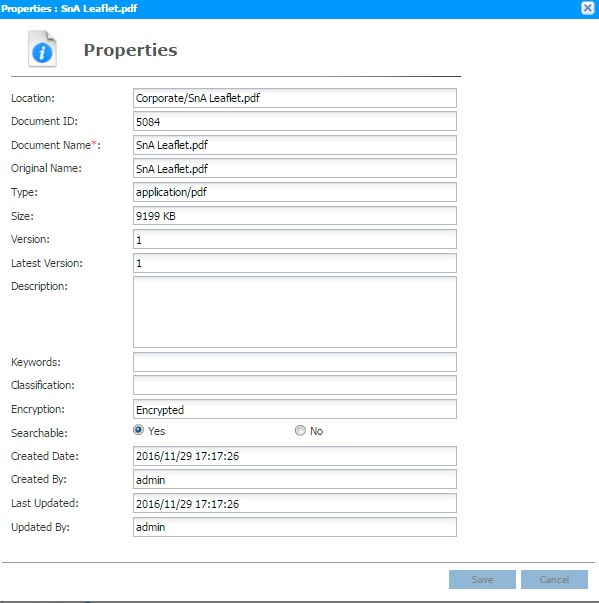 Properties : SnA Leaflet.pdf
Properties
Location: Corporate/SnA Leaflet.pdf
Document ID: 5084
Document Name*: SnA Leaflet.pdf
Original Name: SnA Leaflet.pdf
Type: application/pdf
Size: 9199 KB
Version: 1
Latest Version: 1
Description:
Keywords:
Classification:
Encryption: Encrypted
Searchable: Yes No
Created Date: 2016/11/29 17:17:26
Created By: admin
Last Updated: 2016/11/29 17:17:26
Updated By: admin
Save Cancel